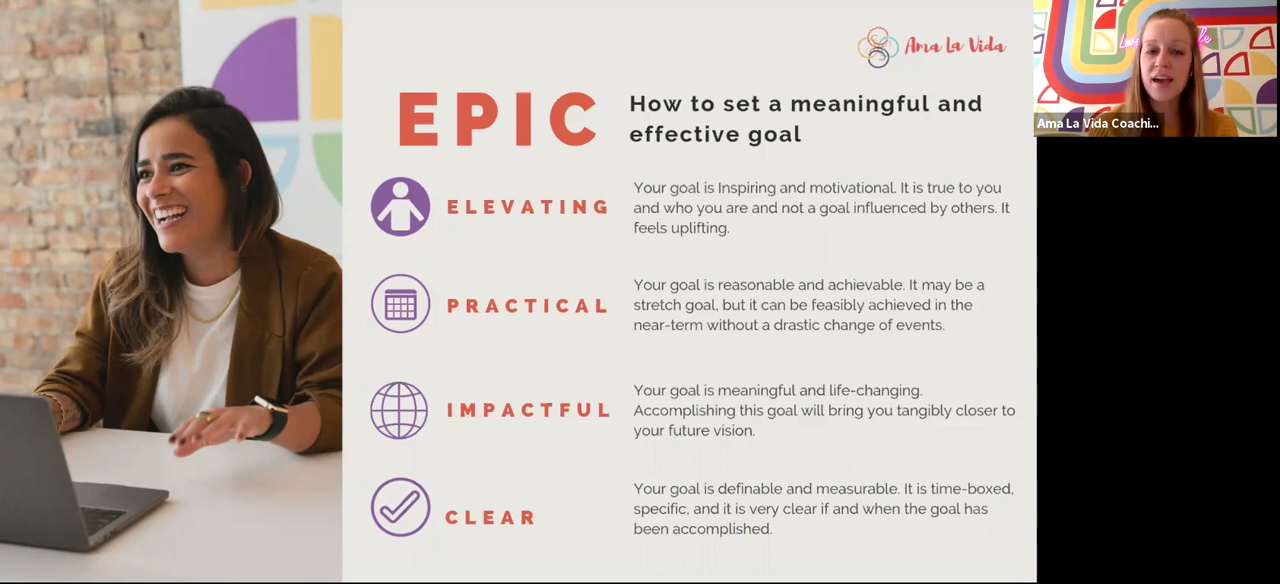 Ama La Vida
EPIC
How to set a meaningful and
effective goal
ELEVATING
Your goal is Inspiring and motivational. It is true to you
and who you are and not a goal influenced by others. It
feels uplifting.
PRACTICAL
Your goal is reasonable and achievable. It may be a
stretch goal, but it can be feasibly achieved in the
near-term without a drastic change of events.
IMPACTFUL
Your goal is meaningful and life-changing.
Accomplishing this goal will bring you tangibly closer to
your future vision.
CLEAR
Your goal is definable and measurable. It is time-boxed,
specific, and it is very clear if and when the goal has
been accomplished.
Ama La Vida Coachi...